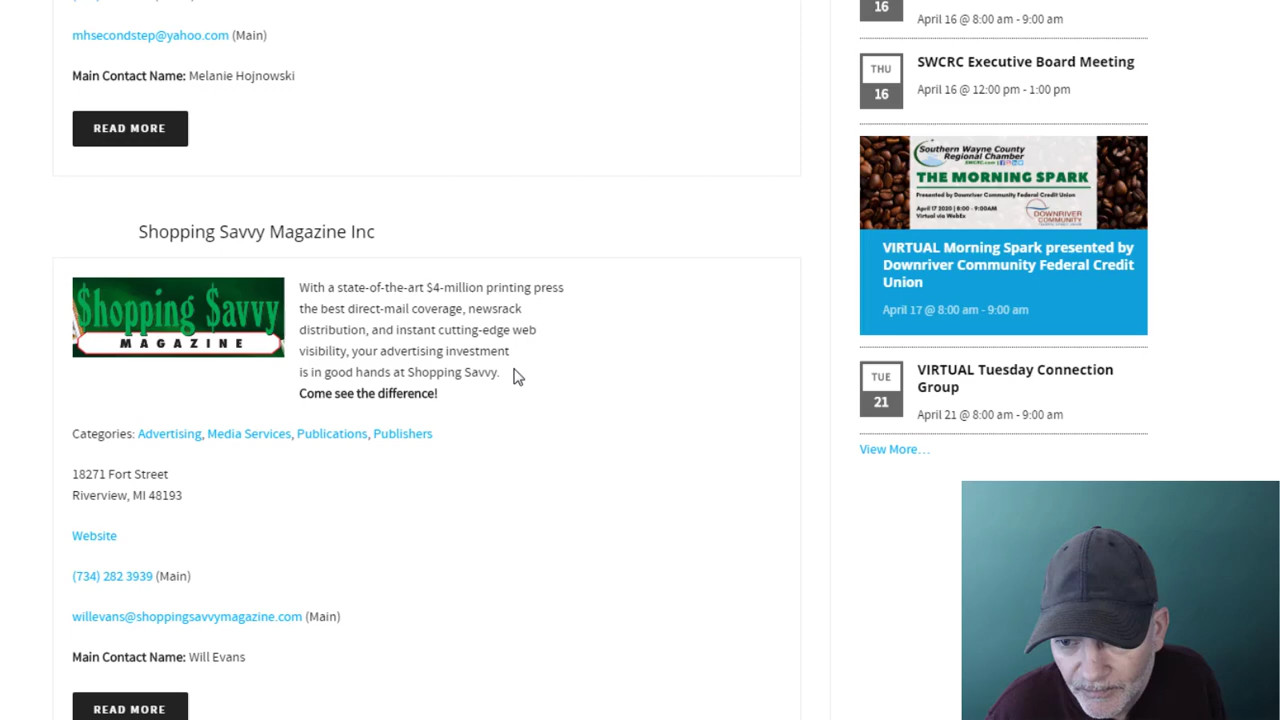 mhsecondstep@yahoo.com (Main)
Main Contact Name: Melanie Hojnowski
READ MORE
Shopping Savvy Magazine Inc
$hopping $avvy
MAGAZINE
With a state-of-the-art $4-million printing press
the best direct-mail coverage, newsrack
distribution, and instant cutting-edge web
visibility, your advertising investment
is in good hands at Shopping Savvy.
Come see the difference!
Categories: Advertising, Media Services, Publications, Publishers
18271 Fort Street
Riverview, MI 48193
Website
(734) 282 3939 (Main)
willevans@shoppingsavvymagazine.com (Main)
Main Contact Name: Will Evans
READ MORE
16
April 16 @ 8:00 am - 9:00 am
THU
16
SWCRC Executive Board Meeting
April 16 @ 12:00 pm - 1:00 pm
Southern Wayne County
Regional Chamber
SWCRC.com
THE MORNING SPARK
Presented by Downriver Community Federal Credit Union
April 17 2020 | 8:00 - 9:00AM
Virtual via WebEx
DOWNRIVER
COMMUNITY
VIRTUAL Morning Spark presented by
Downriver Community Federal Credit
Union
April 17 @ 8:00 am - 9:00 am
TUE
21
VIRTUAL Tuesday Connection
Group
April 21 @ 8:00 am - 9:00 am
View More…